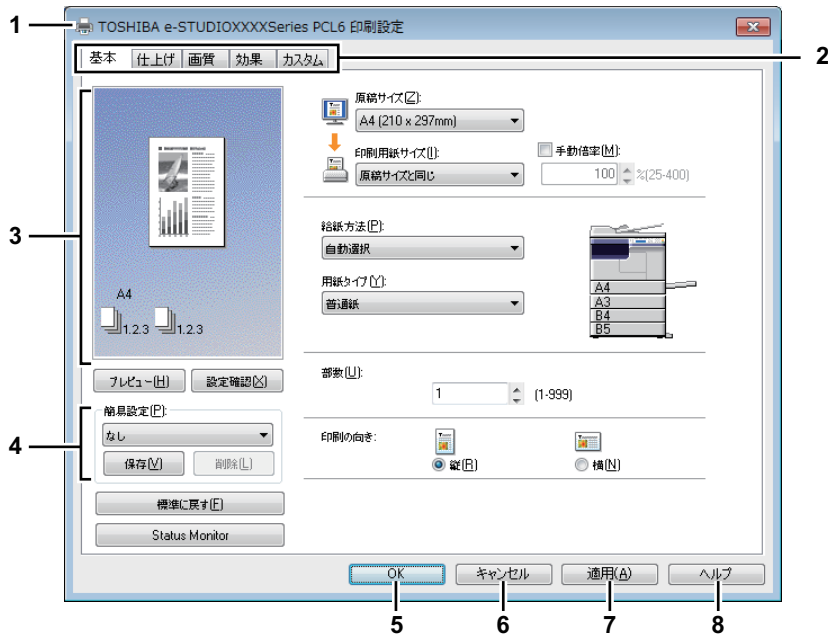 1
TOSHIBA e-STUDIOXXXXSeries PCL6 印刷設定
2
基本 仕上げ 画質 効果 カスタム
3
A4
1.2.3 1.2.3
プレビュー(H) 設定確認(X)
4
簡易設定(P):
なし
保存(V) 削除(L)
標準に戻す(F)
Status Monitor
原稿サイズ(Z):
A4 (210 x 297mm)
印刷用紙サイズ(I):
原稿サイズと同じ
手動倍率(M):
100 %(25-400)
給紙方法(P):
自動選択
用紙タイプ(Y):
普通紙
A4
A3
B4
B5
部数(U):
1 (1-999)
印刷の向き:
縦(R) 横(N)
OK キャンセル 適用(A) ヘルプ
5 6 7 8